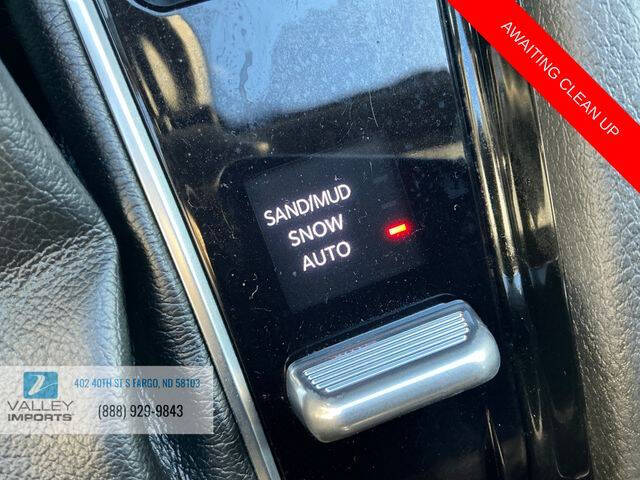 AWAITING CLEAN UP
SAND/MUD
SNOW
AUTO
VALLEY
IMPORTS
402 40TH ST S FARGO, ND 58103
(888) 929-9843